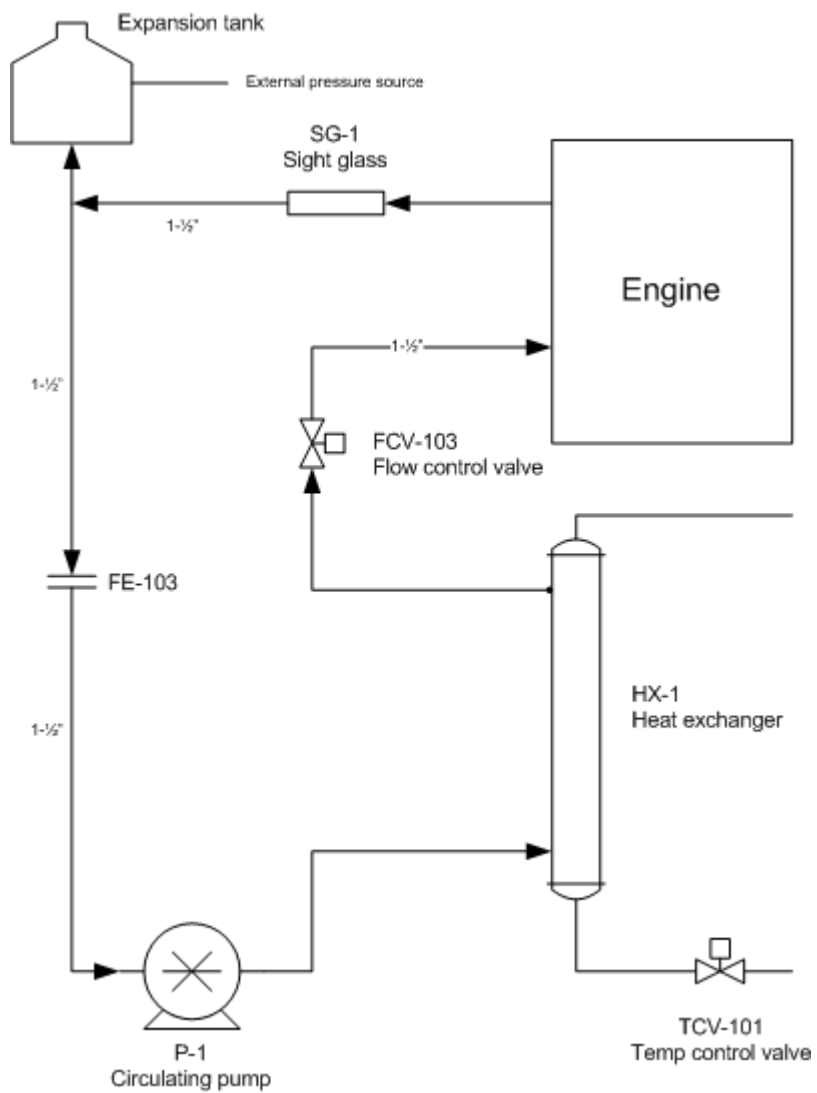 Expansion tank
External pressure source
SG-1
Sight glass
1-½"
Engine
1-½"
1-½"
FCV-103
Flow control valve
FE-103
HX-1
Heat exchanger
1-½"
TCV-101
Temp control valve
P-1
Circulating pump